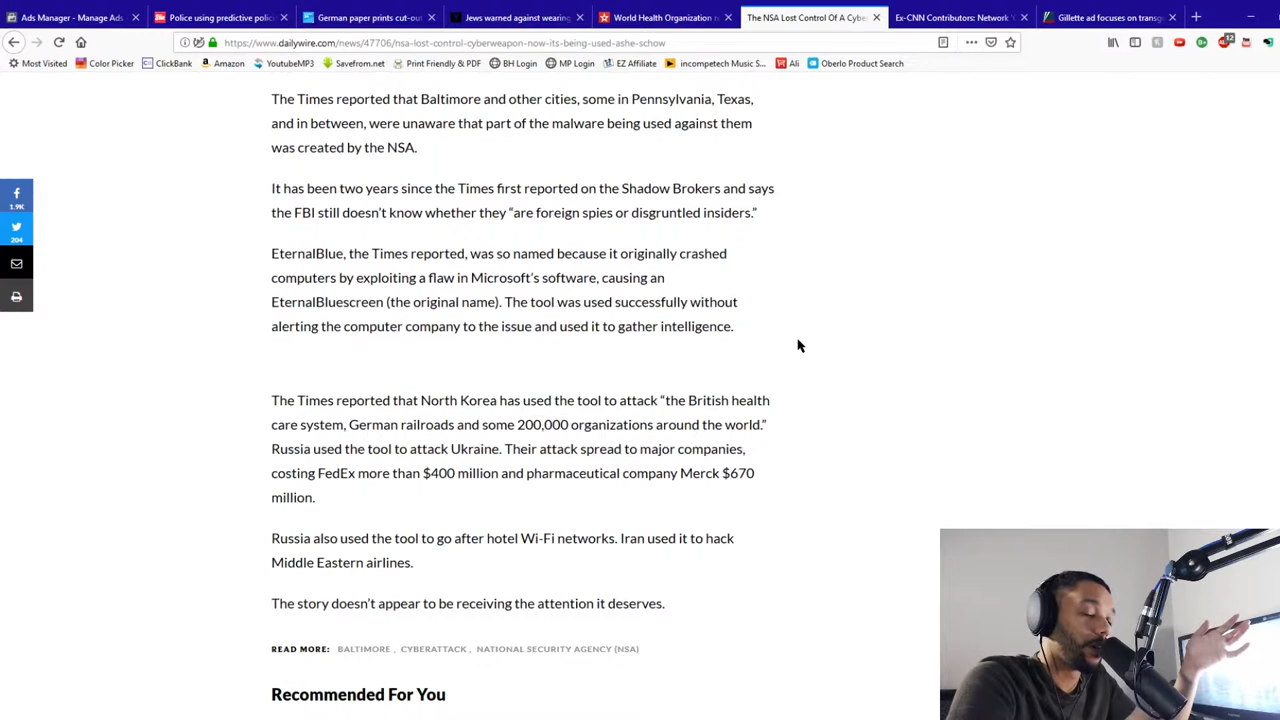 Ads Manager - Manage Ads
Police using predictive polic
German paper prints cut-out
Jews warned against wearing
World Health Organization re
The NSA Lost Control Of A Cyber
Ex-CNN Contributors: Network '
Gillette ad focuses on transg
https://www.dailywire.com/news/47706/nsa-lost-control-cyberweapon-now-its-being-used-ashe-schow
12
Most Visited
Color Picker
ClickBank
Amazon
YoutubeMP3
Savefrom.net
Print Friendly & PDF
BH Login
MP Login
EZ Affiliate
incompetech Music S...
Ali
Oberlo Product Search
The Times reported that Baltimore and other cities, some in Pennsylvania, Texas,
and in between, were unaware that part of the malware being used against them
was created by the NSA.
It has been two years since the Times first reported on the Shadow Brokers and says
the FBI still doesn't know whether they “are foreign spies or disgruntled insiders.”
EternalBlue, the Times reported, was so named because it originally crashed
computers by exploiting a flaw in Microsoft's software, causing an
EternalBluescreen (the original name). The tool was used successfully without
alerting the computer company to the issue and used it to gather intelligence.
The Times reported that North Korea has used the tool to attack “the British health
care system, German railroads and some 200,000 organizations around the world.”
Russia used the tool to attack Ukraine. Their attack spread to major companies,
costing FedEx more than $400 million and pharmaceutical company Merck $670
million.
Russia also used the tool to go after hotel Wi-Fi networks. Iran used it to hack
Middle Eastern airlines.
The story doesn't appear to be receiving the attention it deserves.
READ MORE: BALTIMORE , CYBERATTACK , NATIONAL SECURITY AGENCY (NSA)
Recommended For You
1.9K
204